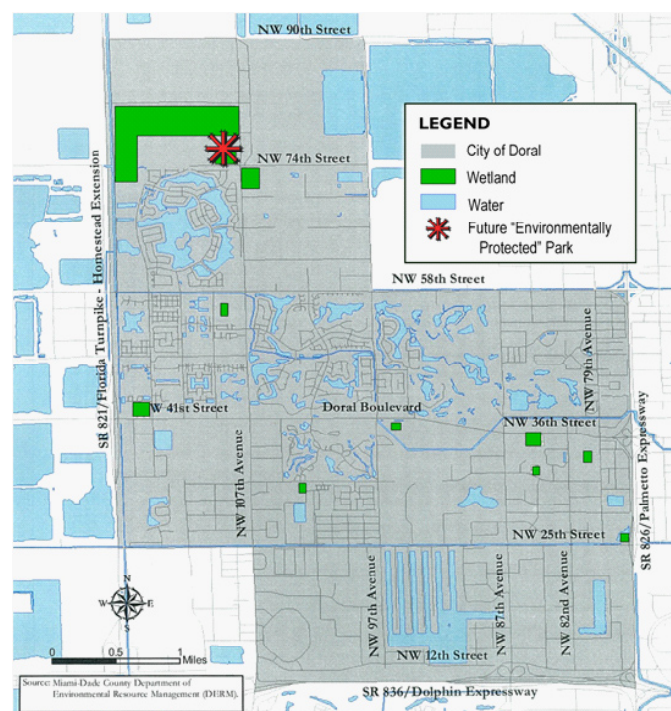 NW 90th Street
LEGEND
City of Doral
Wetland
Water
Future "Environmentally
Protected" Park
NW 74th Street
SR 821/Florida Turnpike - Homestead Extension
NW 58th Street
NW 79th Avenue
W 41st Street
Doral Boulevard
NW 36th Street
NW 107th Avenue
SR 826/Palmetto Expressway
NW 25th Street
NW 97th Avenue
NW 87th Avenue
NW 82nd Avenue
N
W
E
S
0 0.5 1
Miles
NW 12th Street
SR 836/Dolphin Expressway
Source: Miami-Dade County Department of
Environmental Resource Management (DERM).